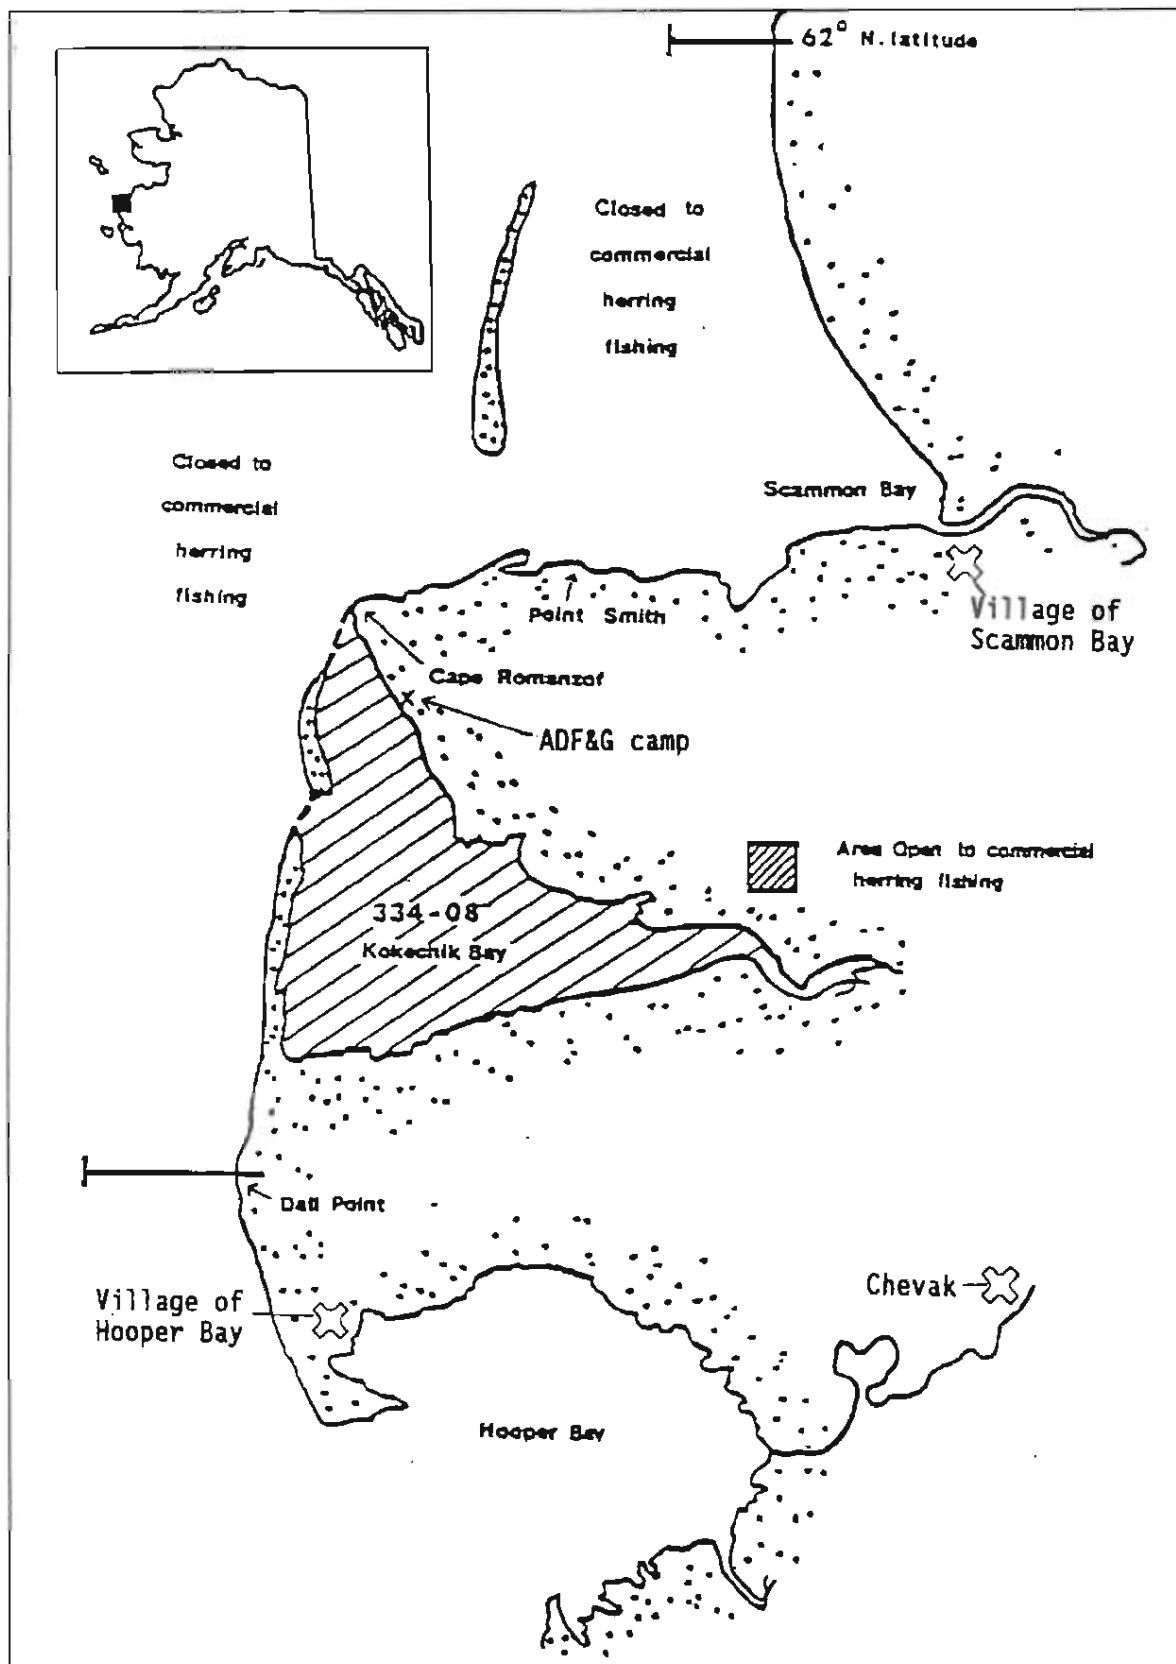 62° N. latitude
Closed to
commercial
herring
fishing
Closed to
commercial
herring
fishing
Scammon Bay
Point Smith
Village of
Scammon Bay
Cape Romanzof
ADF&G camp
Area Open to commercial
herring fishing
334-08
Kokechik Bay
Dall Point
Village of
Hooper Bay
Chevak
Hooper Bay